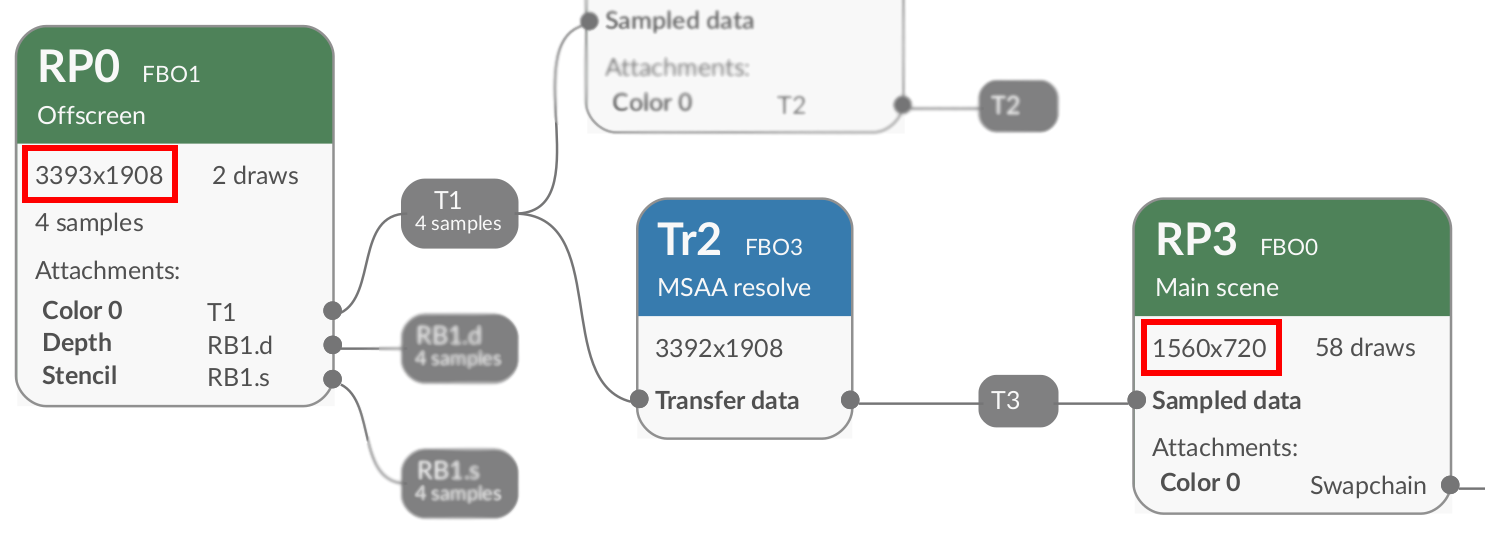 RP0 FBO1
Offscreen
3393x1908 2 draws
4 samples
Attachments:
Color 0 T1
Depth RB1.d
Stencil RB1.s
T1
4 samples
RB1.d
4 samples
RB1.s
4 samples
Sampled data
Attachments:
Color 0 T2
T2
Tr2 FBO3
MSAA resolve
3392x1908
Transfer data
T3
RP3 FBO0
Main scene
1560x720 58 draws
Sampled data
Attachments:
Color 0 Swapchain